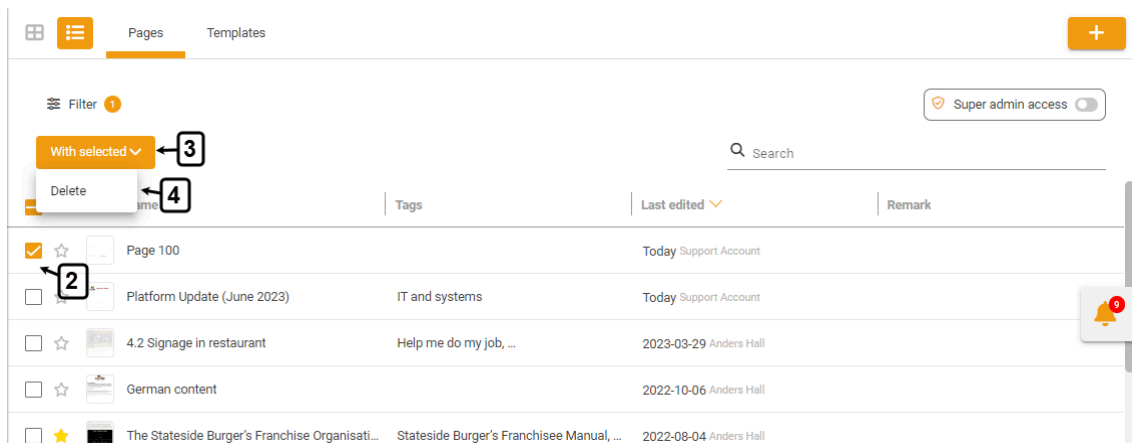 Pages Templates +
Filter 1 Super admin access
With selected 3 Search
Delete 4
me Tags Last edited Remark
Page 100 Today Support Account
2
Platform Update (June 2023) IT and systems Today Support Account
9
4.2 Signage in restaurant Help me do my job, ... 2023-03-29 Anders Hall
German content 2022-10-06 Anders Hall
The Stateside Burger's Franchise Organisati... Stateside Burger's Franchisee Manual, ... 2022-08-04 Anders Hall